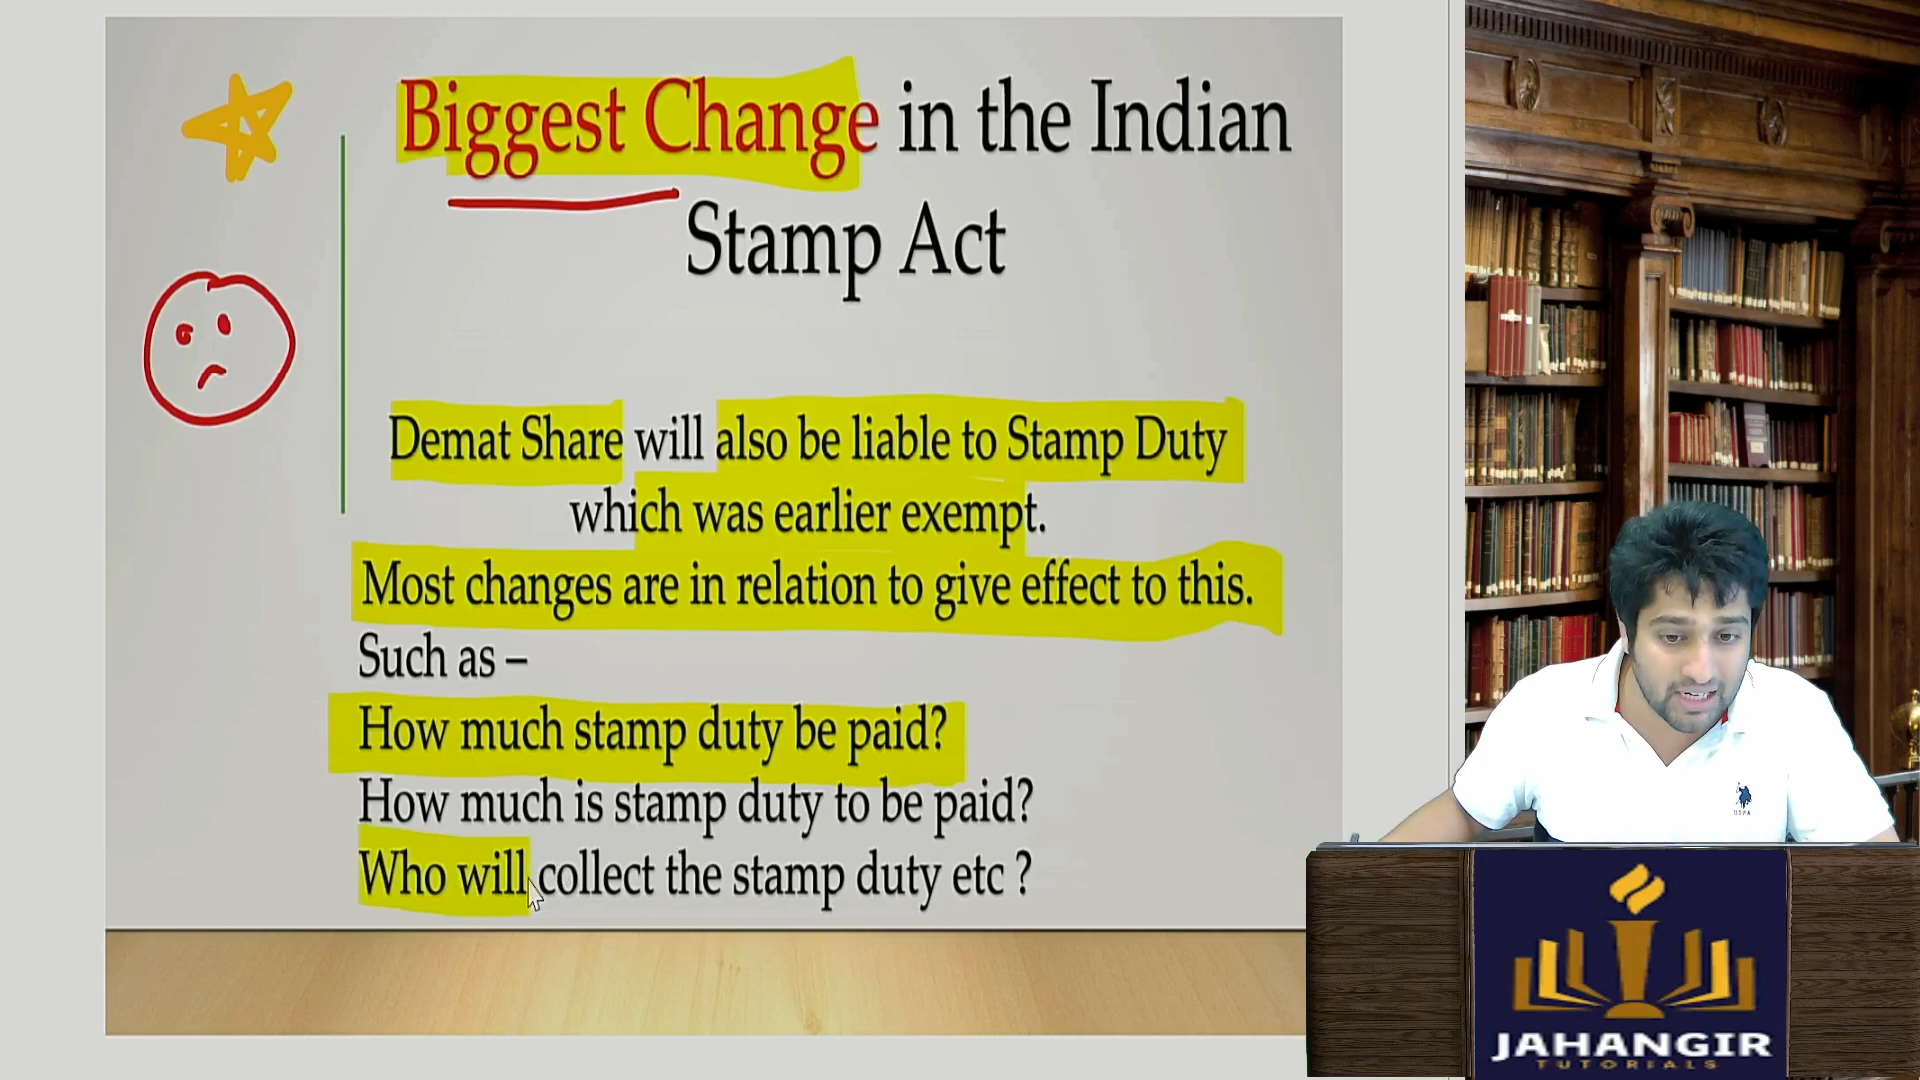 Biggest Change in the Indian
Stamp Act
Demat Share will also be liable to Stamp Duty
which was earlier exempt.
Most changes are in relation to give effect to this.
Such as –
How much stamp duty be paid?
How much is stamp duty to be paid?
Who will collect the stamp duty etc ?
USPA
JAHANGIR
TUTORIALS